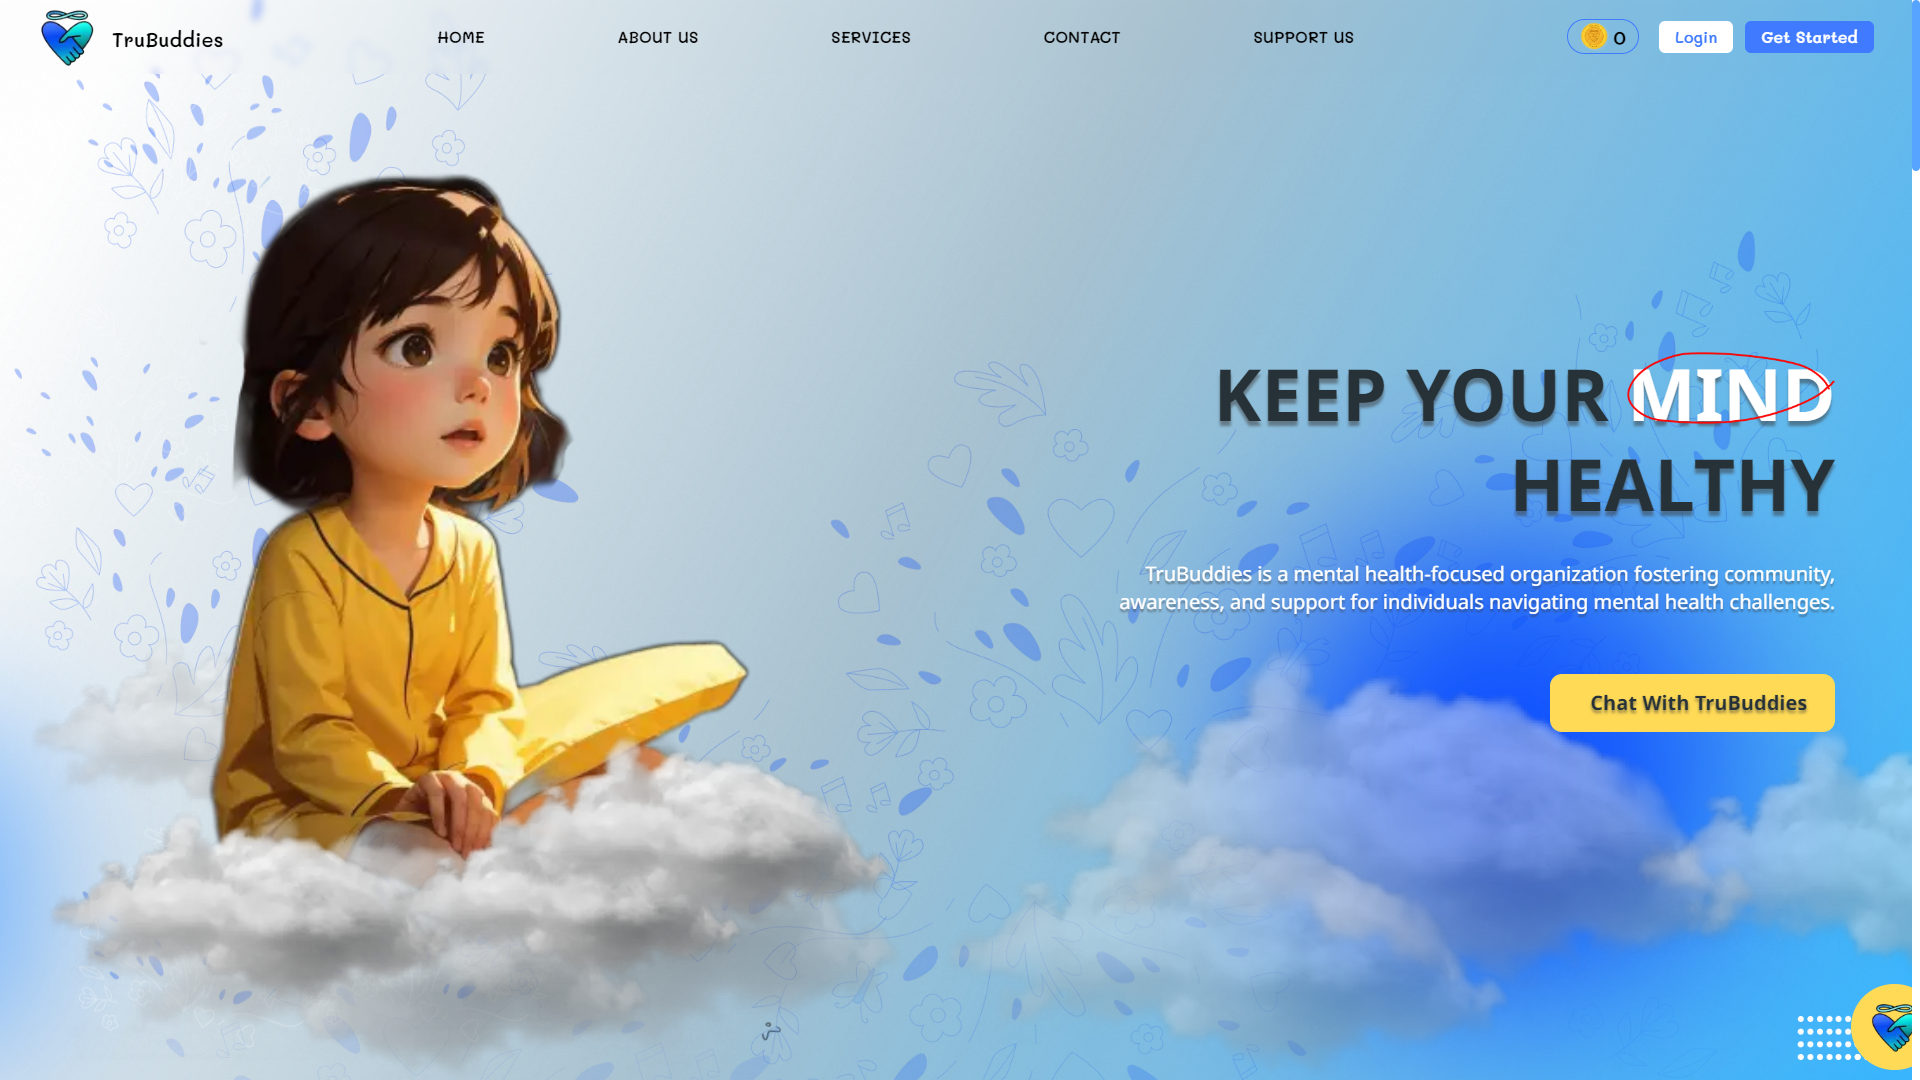 TruBuddies
HOME
ABOUT US
SERVICES
CONTACT
SUPPORT US
0
Login
Get Started
KEEP YOUR MIND
HEALTHY
TruBuddies is a mental health-focused organization fostering community,
awareness, and support for individuals navigating mental health challenges.
Chat With TruBuddies